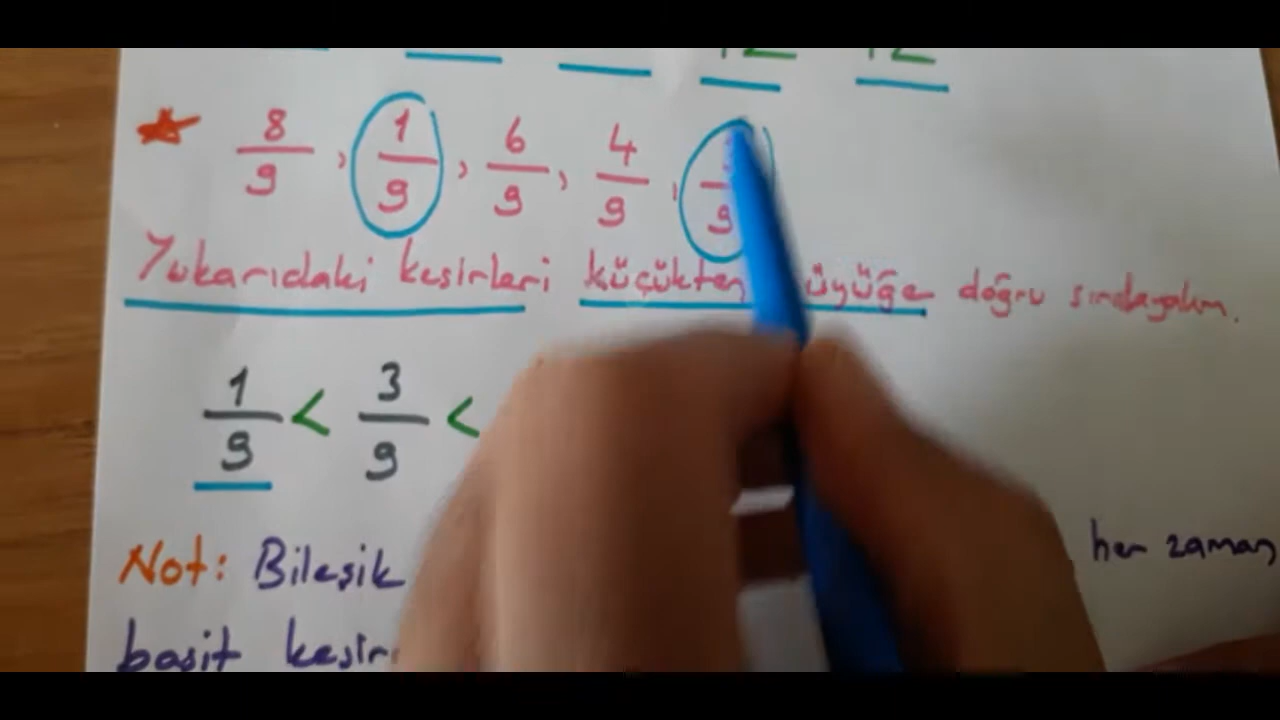 8/9, 1/9, 6/9, 4/9, /9
Yukarıdaki kesirleri küçükten doğru sıralayalım.
1/9 < 3/9 <
Not: Bileşik her zaman
basit